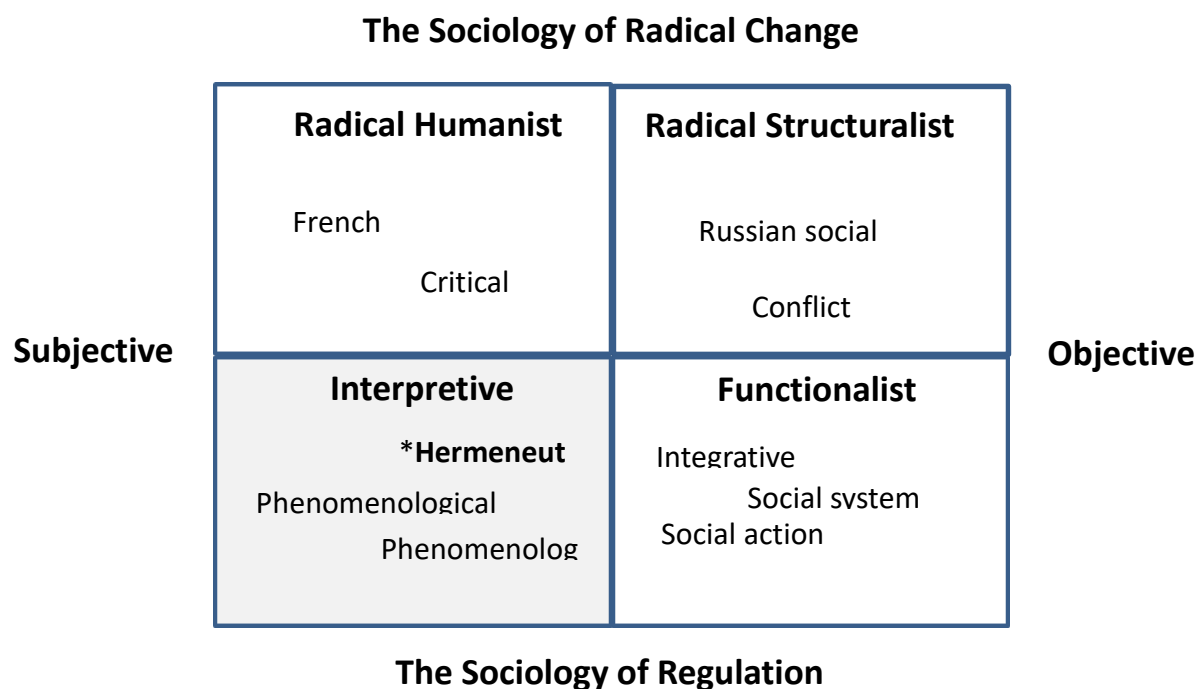 The Sociology of Radical Change
Radical Humanist
French
Critical
Radical Structuralist
Russian social
Conflict
Subjective
Objective
Interpretive
*Hermeneut
Phenomenological
Phenomenolog
Functionalist
Integrative
Social system
Social action
The Sociology of Regulation